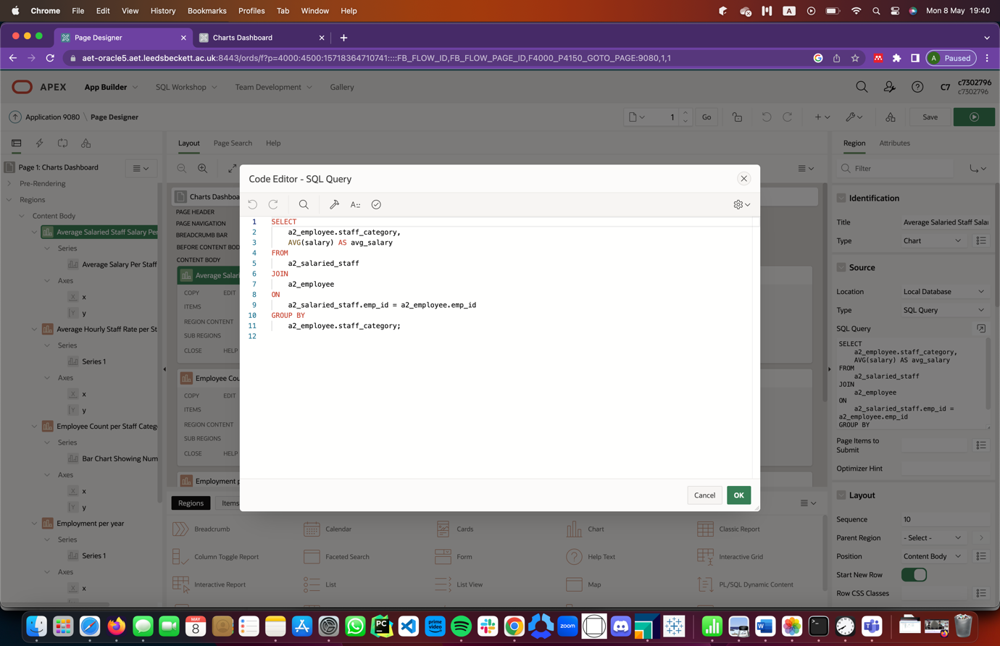 Chrome File Edit View History Bookmarks Profiles Tab Window Help
A
Mon 8 May 19:40
Page Designer
Charts Dashboard
aet-oracle5.aet.leedsbeckett.ac.uk:8443/ords/f?p=4000:4500:15718364710741::::FB_FLOW_ID,FB_FLOW_PAGE_ID,F4000_P4150_GOTO_PAGE:9080,1,1
A Paused
APEX App Builder SQL Workshop Team Development Gallery
C7 c7302796
c7302796
Application 9080 \ Page Designer
1 Go Save
Layout Page Search Help
Region Attributes
Page 1: Charts Dashboard
Pre-Rendering
Regions
Content Body
Average Salaried Staff Salary Per
Series
Average Salary Per Staff
Axes
x
y
Average Hourly Staff Rate per St
Series
Series 1
Axes
x
y
Employee Count per Staff Categ
Series
Bar Chart Showing Num
Axes
x
y
Employment per year
Series
Series 1
Axes
x
Charts Dashboa
PAGE HEADER
PAGE NAVIGATION
BREADCRUMB BAR
BEFORE CONTENT BOD
CONTENT BODY
Average Salari
COPY EDIT
ITEMS
REGION CONTENT
SUB REGIONS
CLOSE HELP
Employee Cou
COPY EDIT
ITEMS
REGION CONTENT
SUB REGIONS
CLOSE HELP
Employment p
Code Editor - SQL Query
1 SELECT
2 a2_employee.staff_category,
3 AVG(salary) AS avg_salary
4 FROM
5 a2_salaried_staff
6 JOIN
7 a2_employee
8 ON
9 a2_salaried_staff.emp_id = a2_employee.emp_id
10 GROUP BY
11 a2_employee.staff_category;
12
Cancel OK
Regions Items
Breadcrumb Calendar Cards Chart Classic Report
Column Toggle Report Faceted Search Form Help Text Interactive Grid
Interactive Report List List View Map PL/SQL Dynamic Content
Filter
Identification
Title Average Salaried Staff Salar
Type Chart
Source
Location Local Database
Type SQL Query
SQL Query
SELECT
a2_employee.staff_category,
AVG(salary) AS avg_salary
FROM
a2_salaried_staff
JOIN
a2_employee
ON
a2_salaried_staff.emp_id =
a2_employee.emp_id
GROUP BY
Page Items to
Submit
Optimizer Hint
Layout
Sequence 10
Parent Region - Select -
Position Content Body
Start New Row
Row CSS Classes
MAY
8
PC
prime
video
zoom
W